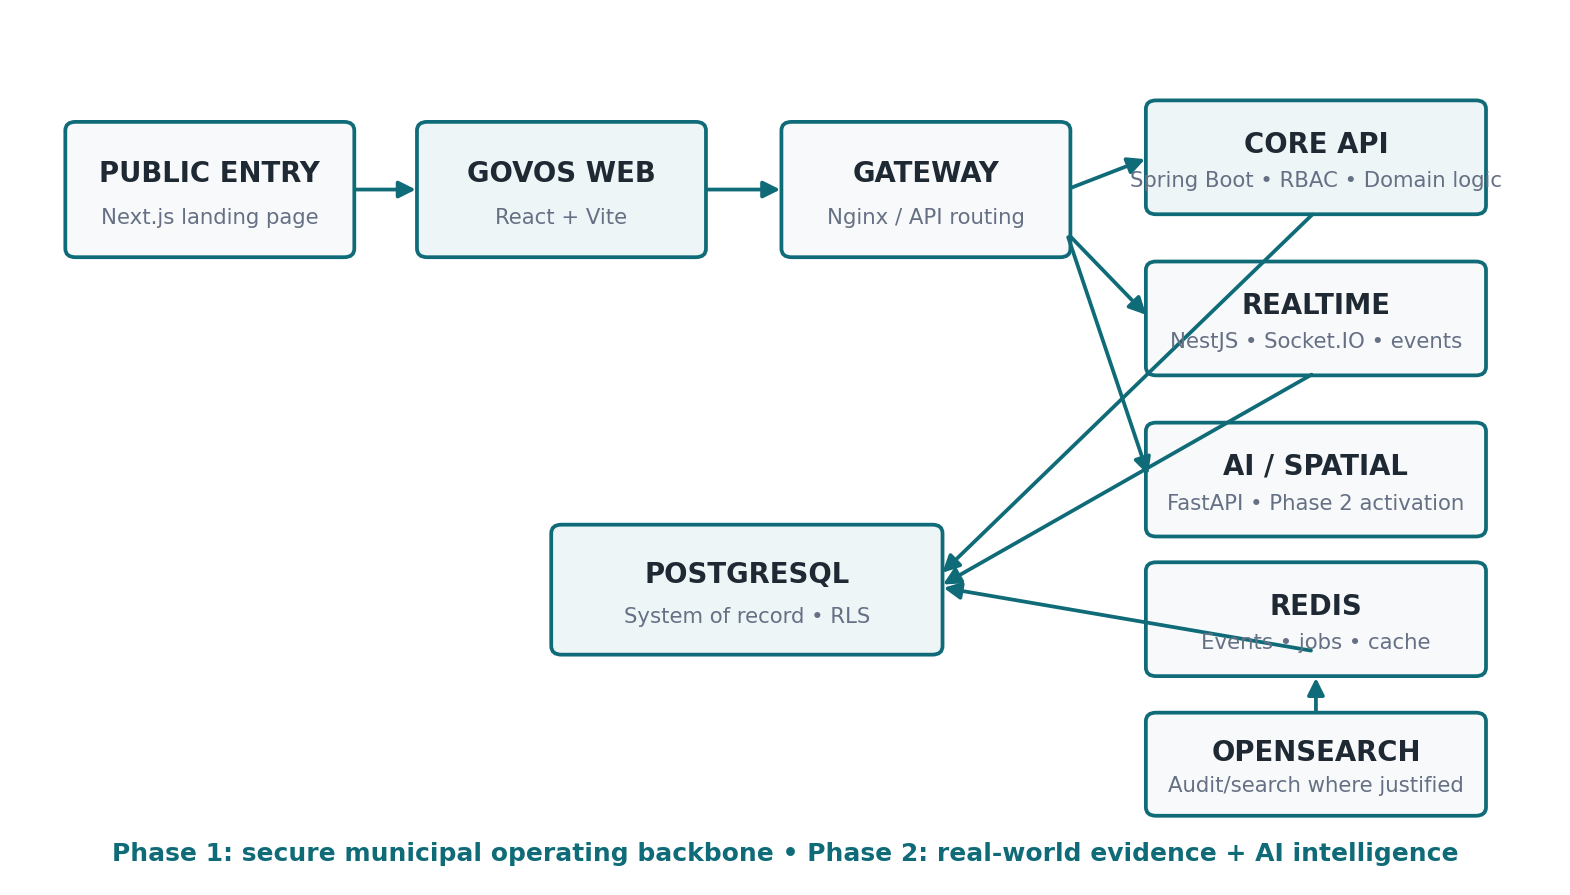 PUBLIC ENTRY
Next.js landing page
GOVOS WEB
React + Vite
GATEWAY
Nginx / API routing
CORE API
Spring Boot • RBAC • Domain logic
REALTIME
NestJS • Socket.IO • events
AI / SPATIAL
FastAPI • Phase 2 activation
POSTGRESQL
System of record • RLS
REDIS
Events • jobs • cache
OPENSEARCH
Audit/search where justified
Phase 1: secure municipal operating backbone • Phase 2: real-world evidence + AI intelligence